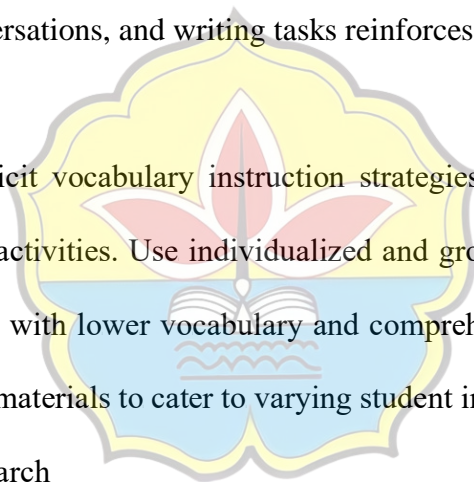 ersations, and writing tasks reinforces
icit vocabulary instruction strategies
activities. Use individualized and gro
with lower vocabulary and compreh
materials to cater to varying student i
arch